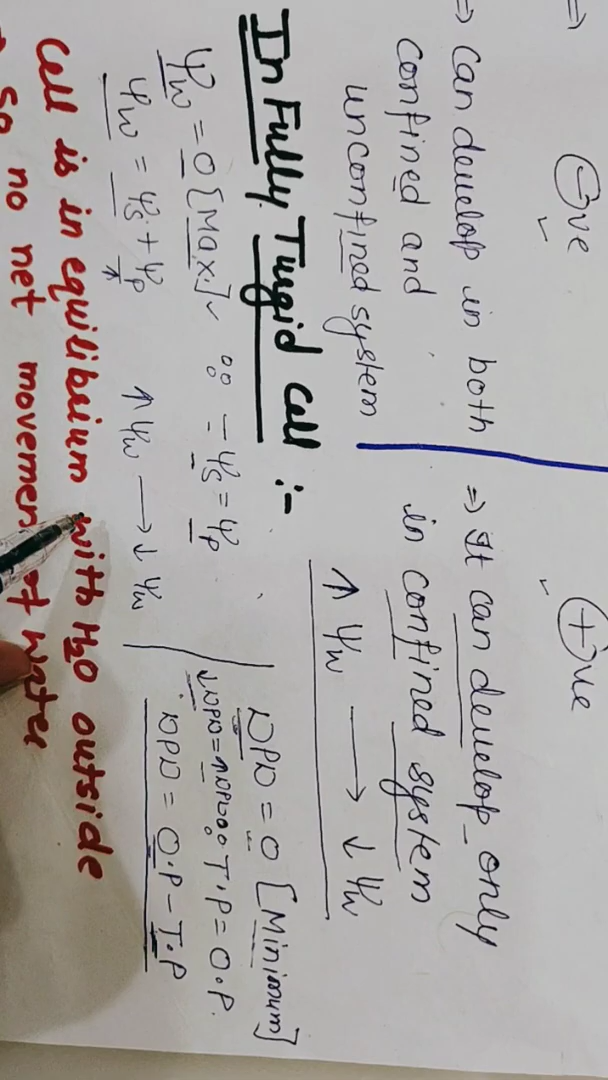 ⇒
⊖ve
⊕ve
⇒ can develop in both
confined and
unconfined system
⇒ It can develop only
in confined system
↑ Ψw → ↓ Ψw
In Fully Turgid cell :-
Ψw = 0 [Max.] ✓ ∴ - Ψs = Ψp
Ψw = Ψs + Ψp
↑ Ψw → ↓ Ψw
DPD = 0 [Minimum]
↓DPD = ↑ ∴ T.P = O.P.
DPD = O.P - T.P
Cell is in equilibrium with H2O outside
So no net movement of water